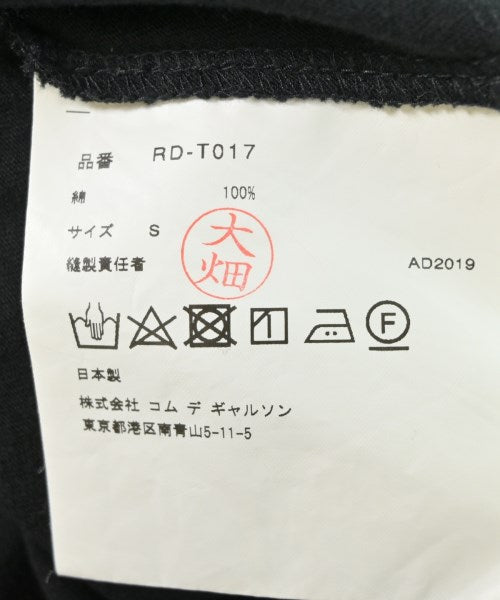 品番 RD-T017
綿 100%
サイズ S
大畑
縫製責任者 AD2019
F
日本製
株式会社 コム デ ギャルソン
東京都港区南青山5-11-5